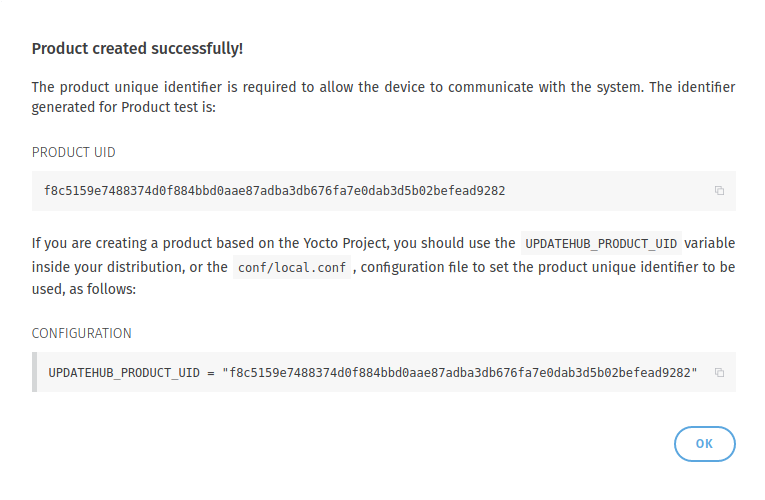 Product created successfully!
The product unique identifier is required to allow the device to communicate with the system. The identifier
generated for Product test is:
PRODUCT UID
f8c5159e7488374d0f884bbd0aae87adba3db676fa7e0dab3d5b02befead9282
If you are creating a product based on the Yocto Project, you should use the UPDATEHUB_PRODUCT_UID variable
inside your distribution, or the conf/local.conf , configuration file to set the product unique identifier to be
used, as follows:
CONFIGURATION
UPDATEHUB_PRODUCT_UID = "f8c5159e7488374d0f884bbd0aae87adba3db676fa7e0dab3d5b02befead9282"
OK